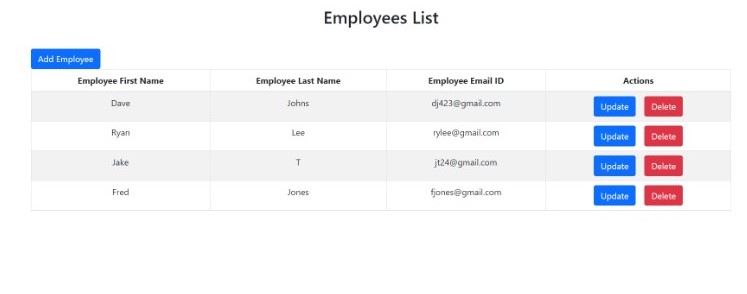 Employees List
Add Employee
Employee First Name Employee Last Name Employee Email ID Actions
Dave Johns dj423@gmail.com Update Delete
Ryan Lee rylee@gmail.com Update Delete
Jake T jt24@gmail.com Update Delete
Fred Jones fjones@gmail.com Update Delete